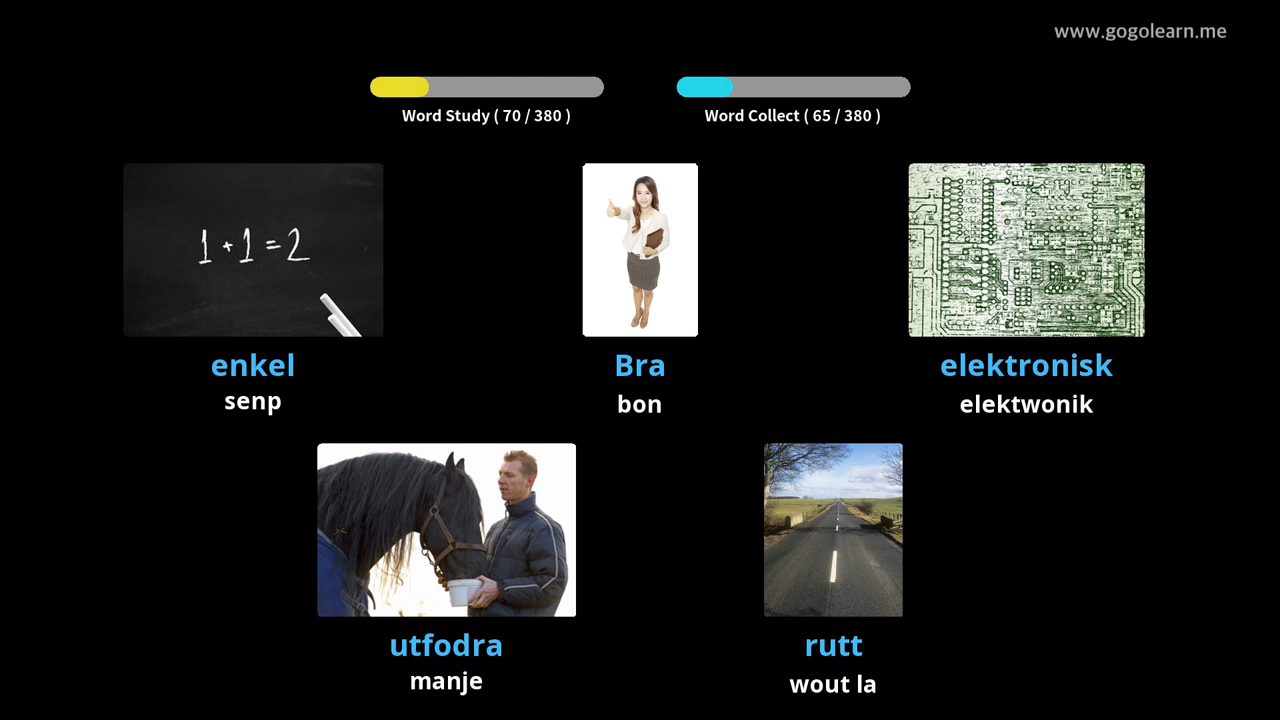 www.gogolearn.me
Word Study ( 70 / 380 )
Word Collect ( 65 / 380 )
1 + 1 = 2
enkel
senp
Bra
bon
elektronisk
elektwonik
utfodra
manje
rutt
wout la